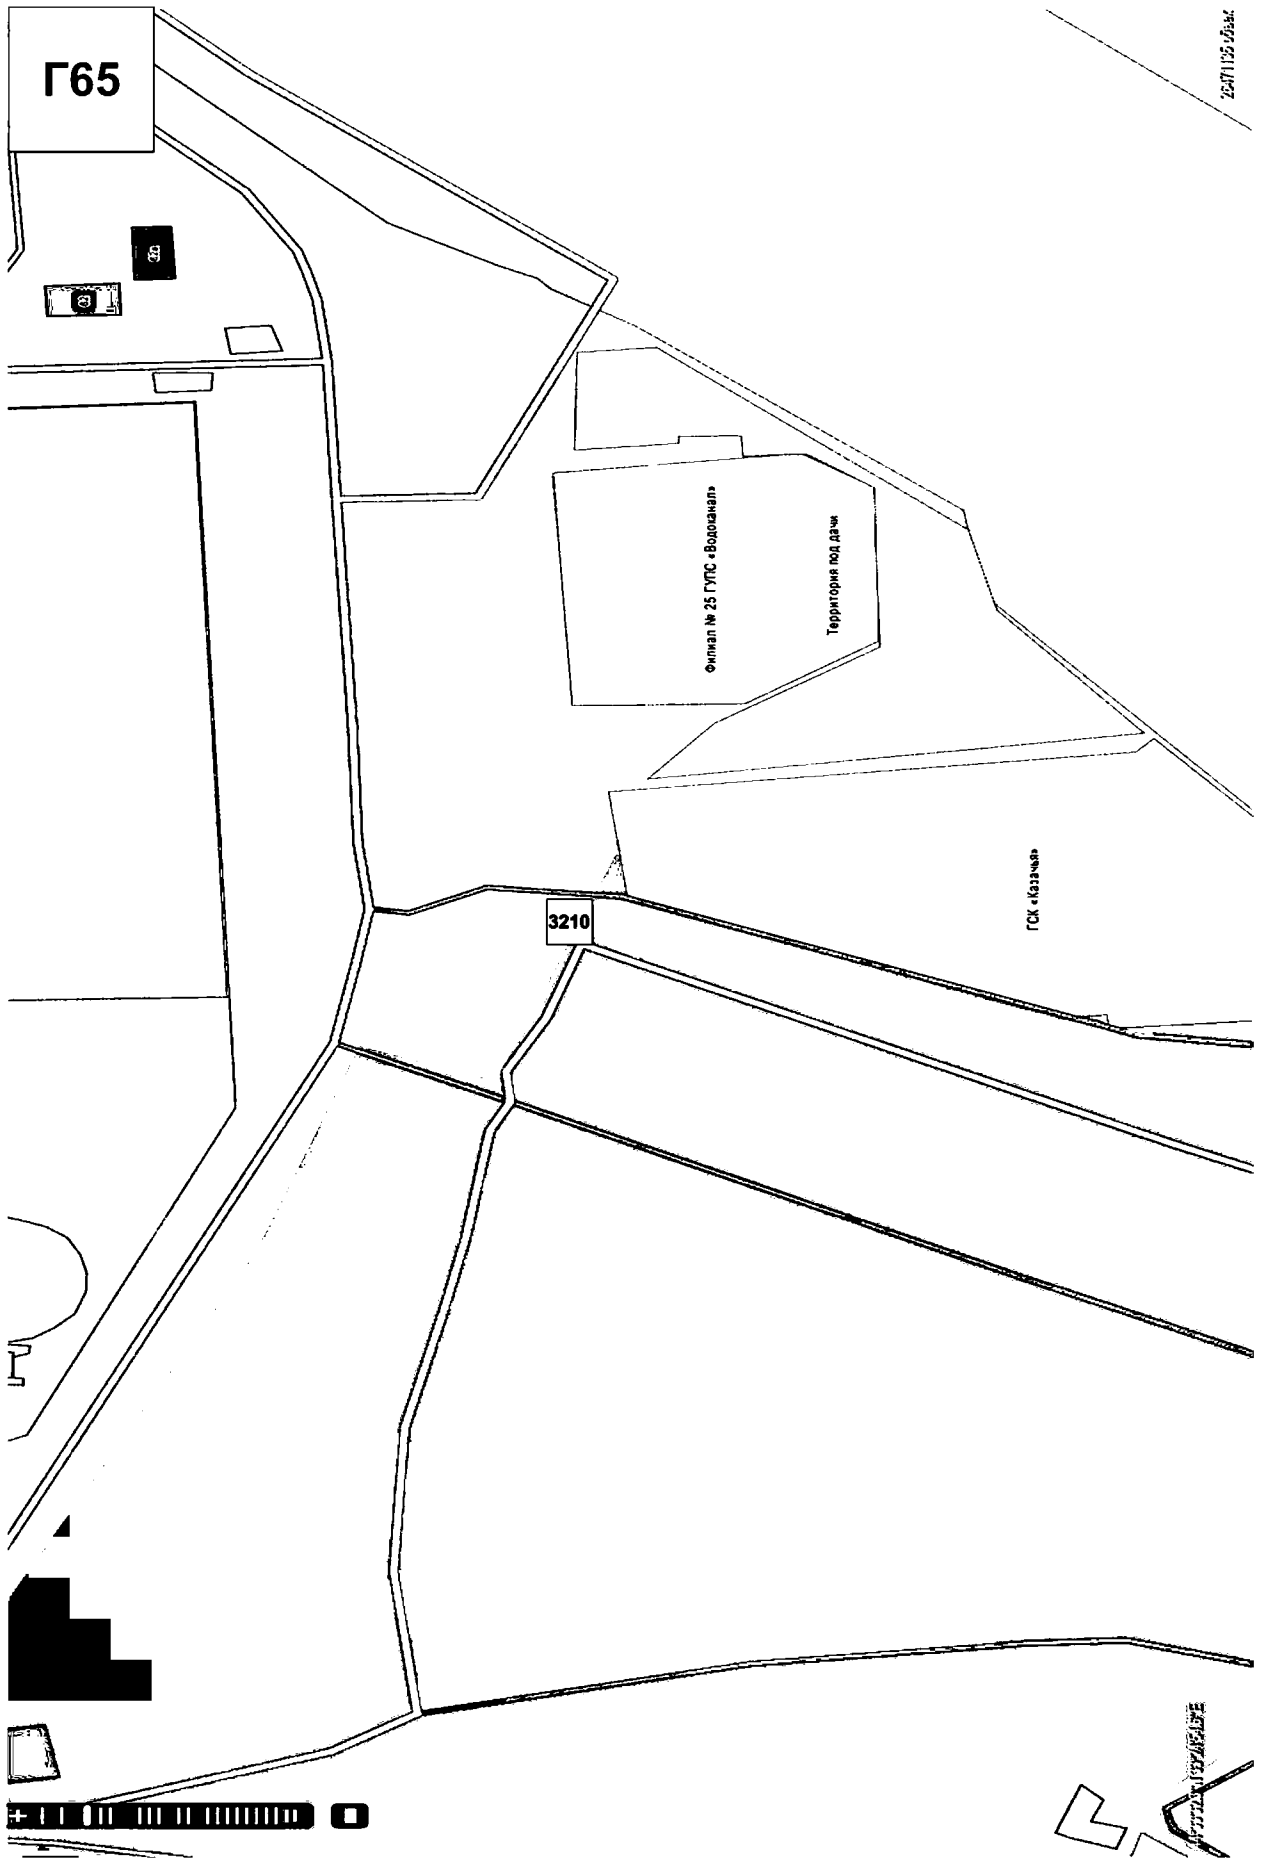 Г65
Филиал № 25 ГУПС «Водоканал»
Территория под дачи
ГСК «Казачья»
3210